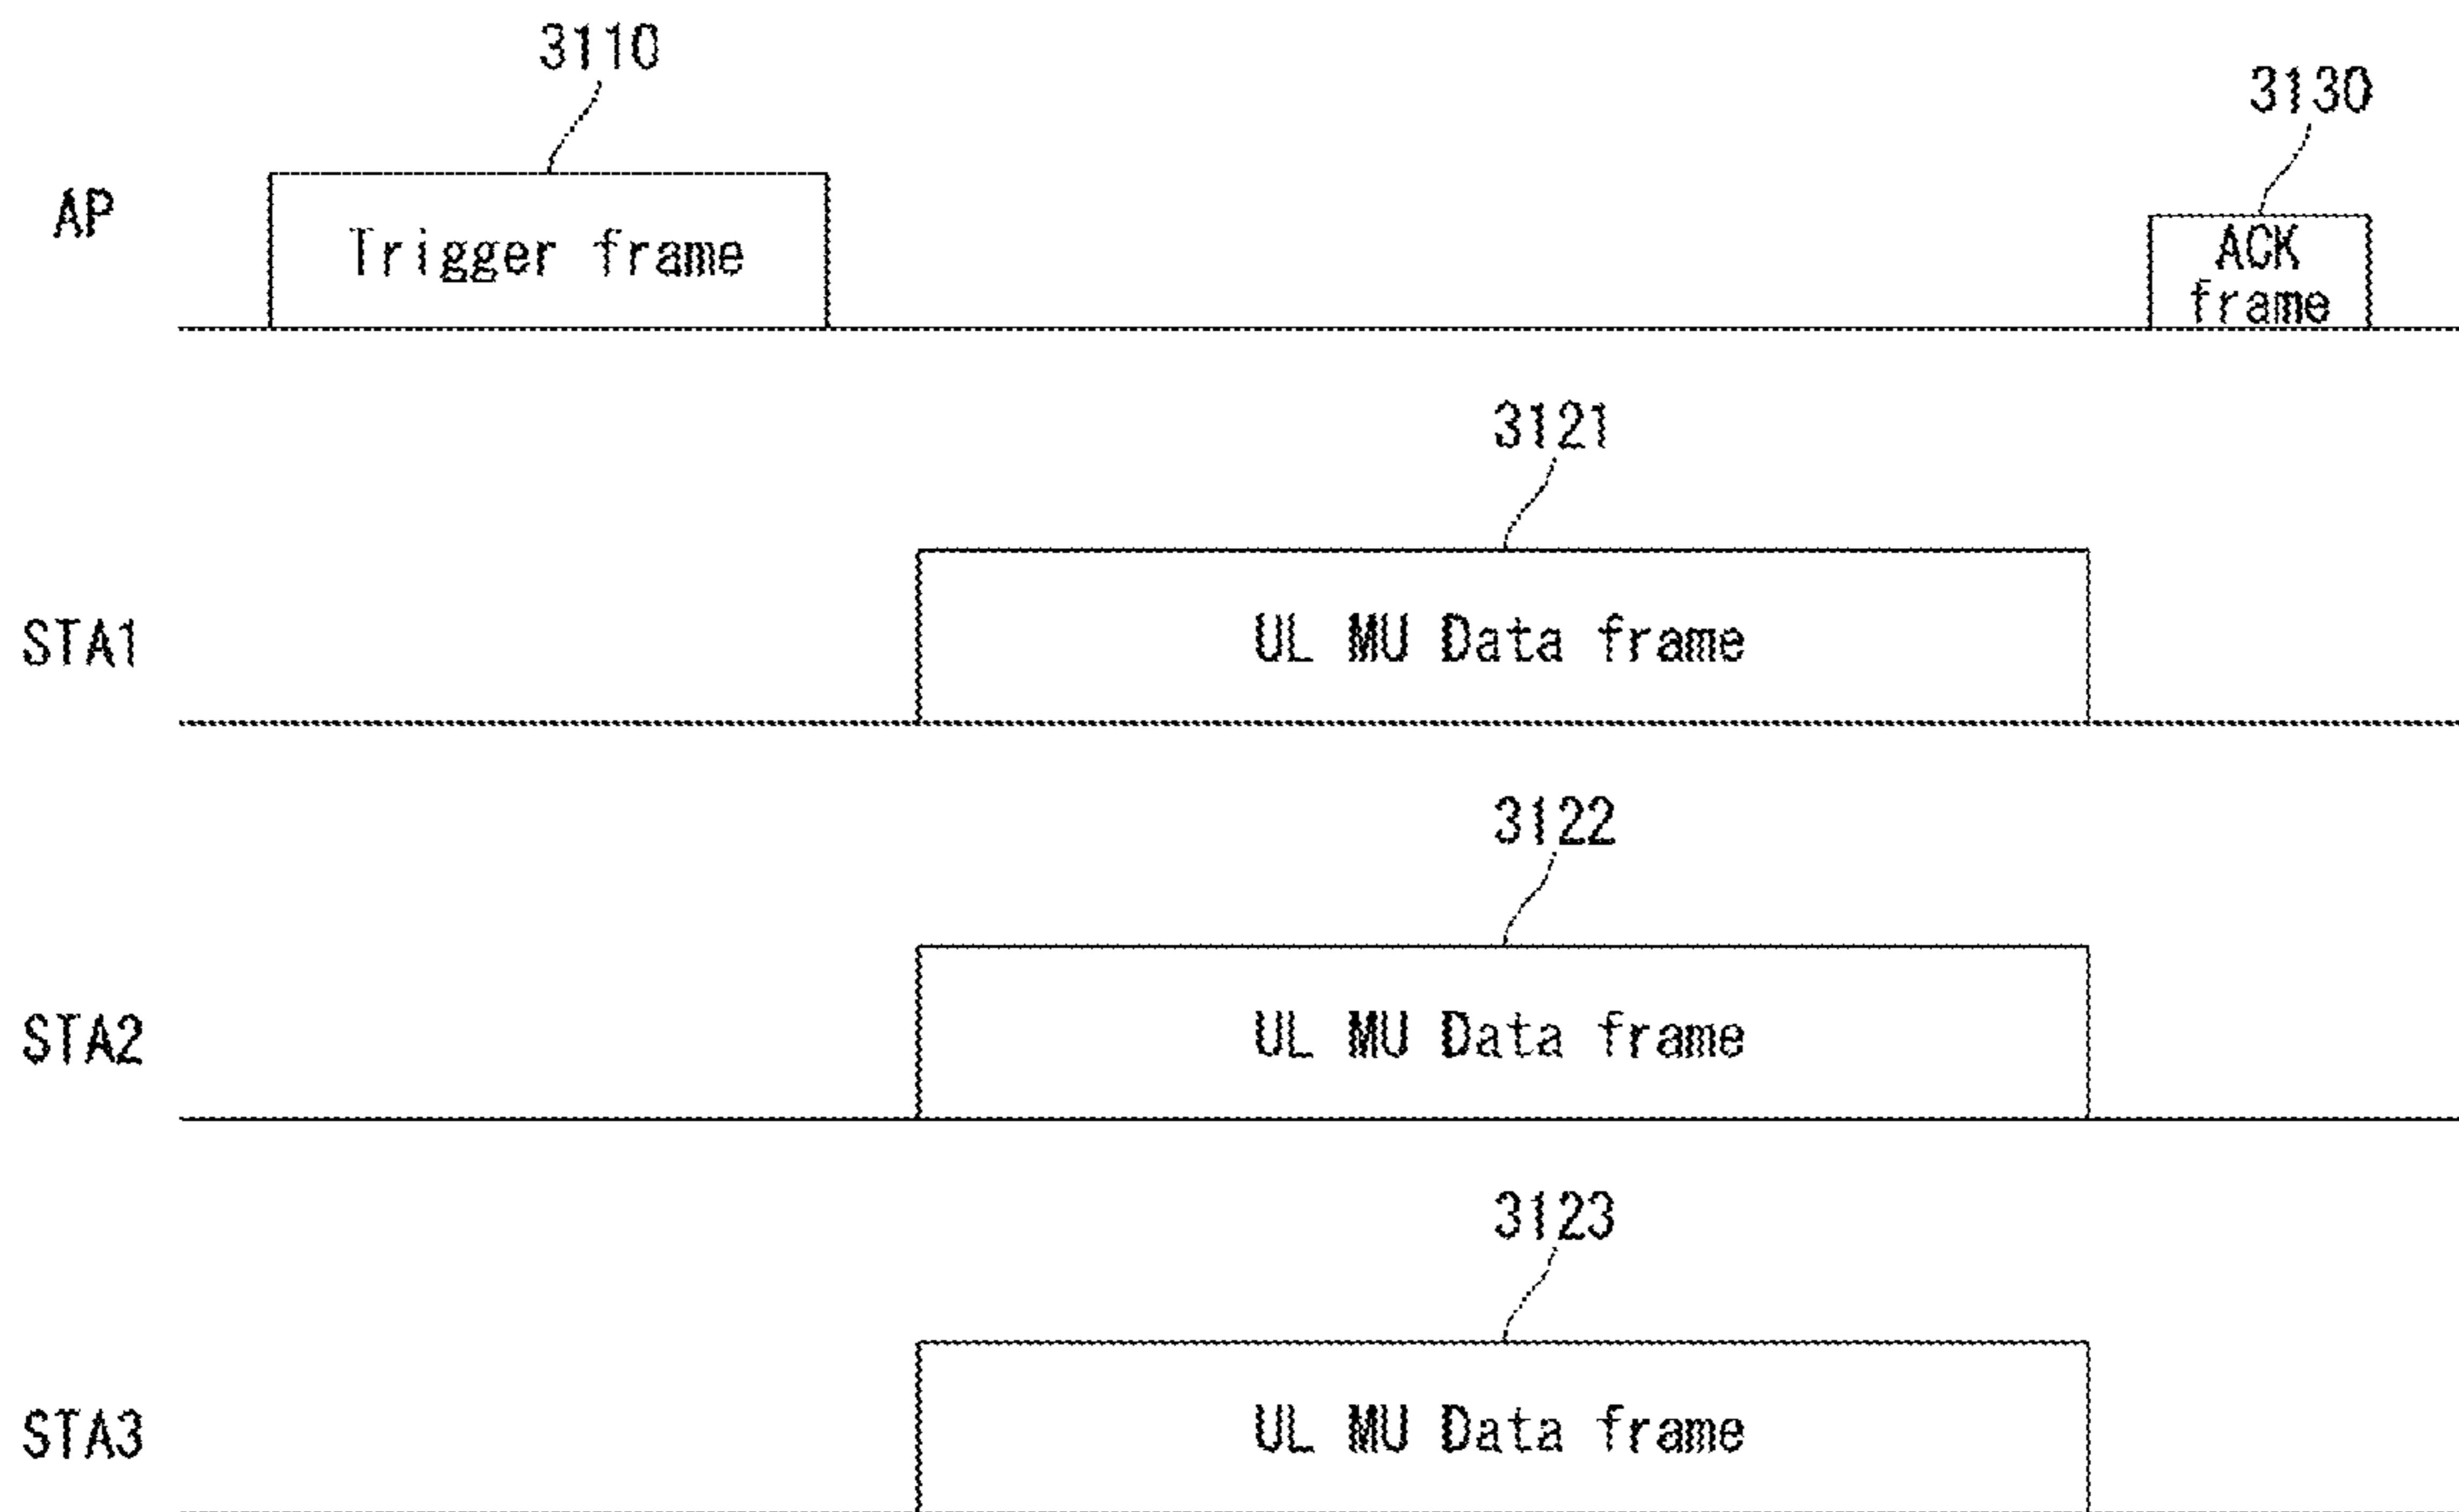 3110
3130
AP
Trigger frame
ACK
frame
3121
STA1
UL MU Data frame
3122
STA2
UL MU Data frame
3123
STA3
UL MU Data frame